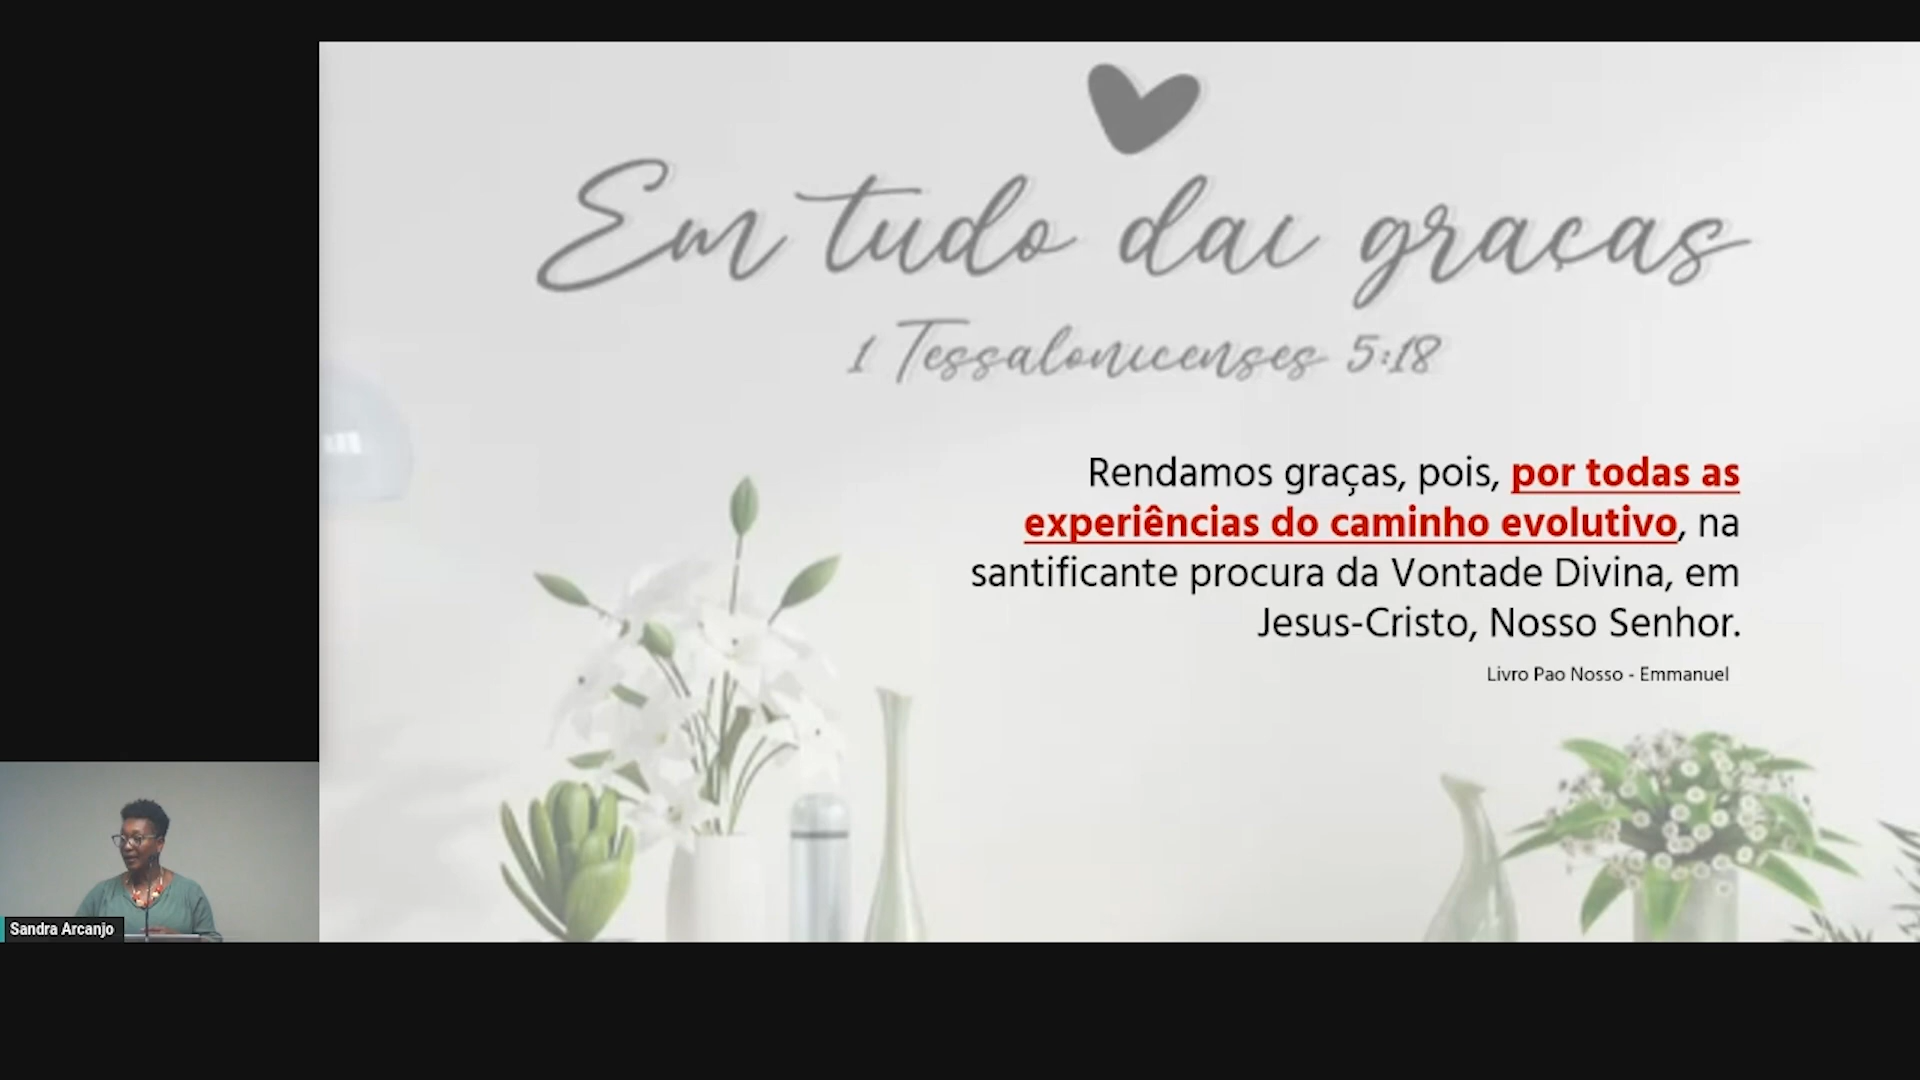 Em tudo dai graças
1 Tessalonicenses 5:18
Rendamos graças, pois, por todas as
experiências do caminho evolutivo, na
santificante procura da Vontade Divina, em
Jesus-Cristo, Nosso Senhor.
Livro Pao Nosso - Emmanuel
Sandra Arcanjo